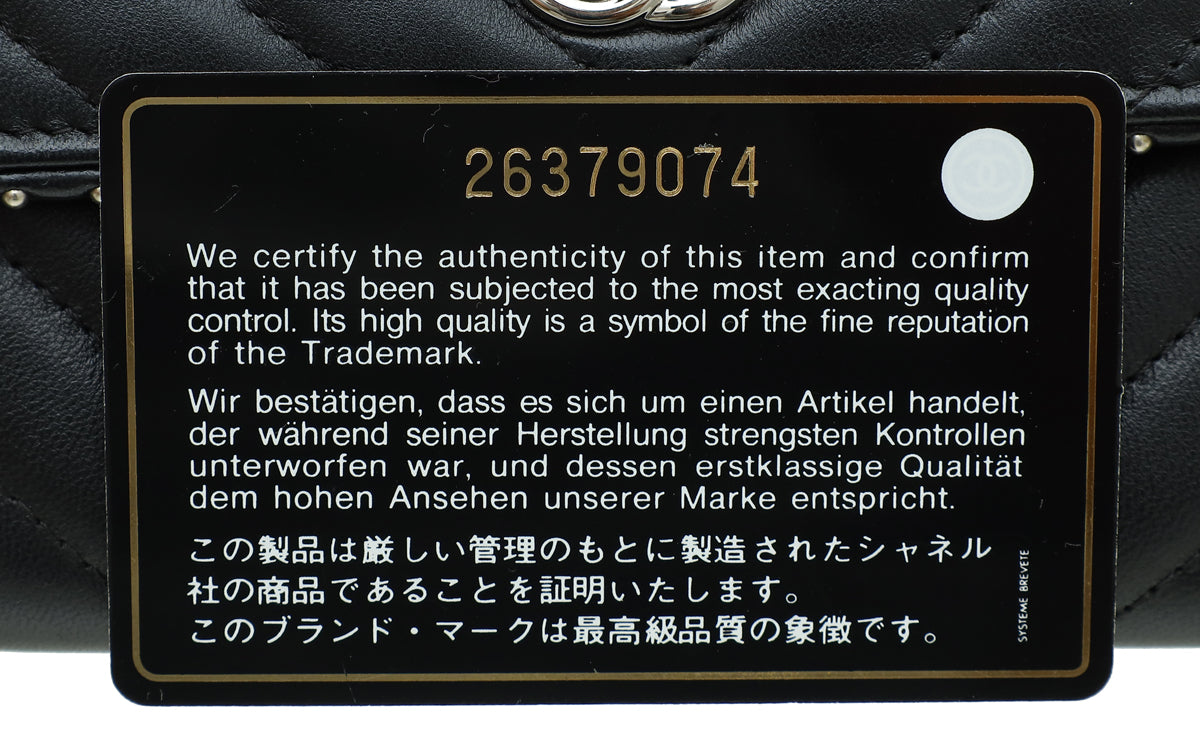 26379074
We certify the authenticity of this item and confirm
that it has been subjected to the most exacting quality
control. Its high quality is a symbol of the fine reputation
of the Trademark.
Wir bestätigen, dass es sich um einen Artikel handelt,
der während seiner Herstellung strengsten Kontrollen
unterworfen war, und dessen erstklassige Qualität
dem hohen Ansehen unserer Marke entspricht.
この製品は厳しい管理のもとに製造されたシャネル
社の商品であることを証明いたします。
このブランド・マークは最高級品質の象徴です。
SYSTEME BREVETE